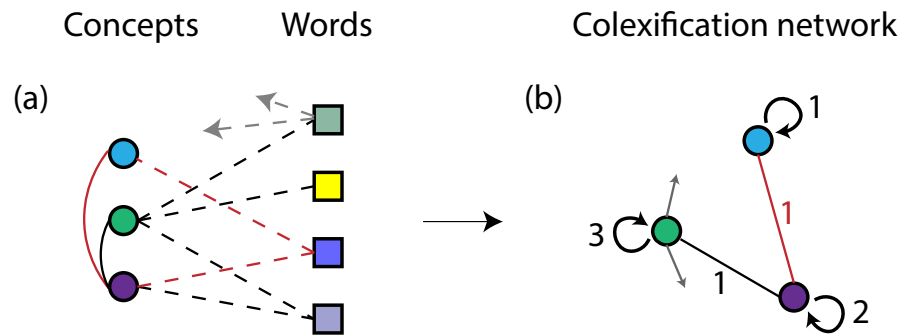 Concepts
Words
Colexification network
(a)
(b)
1
1
3
1
2